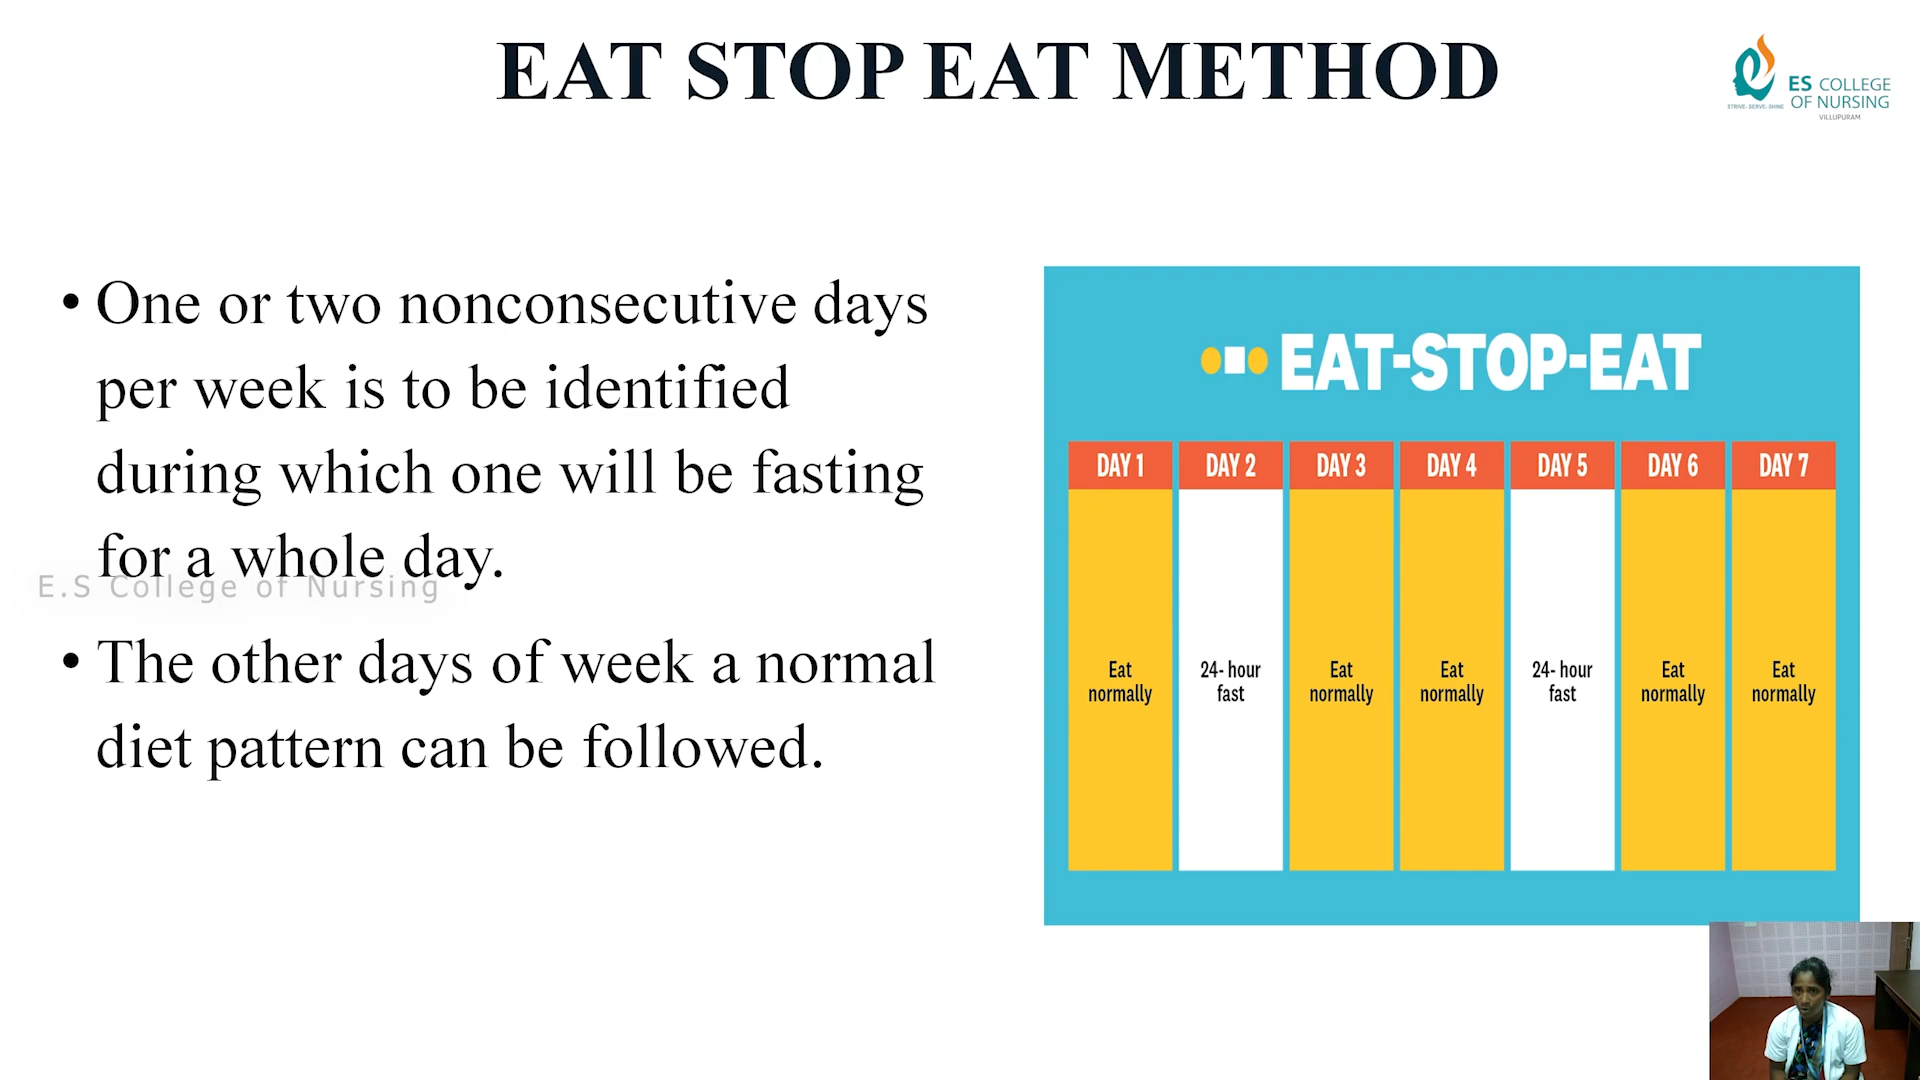 EAT STOP EAT METHOD
ES COLLEGE
OF NURSING
STRIVE- SERVE- SHINE
VILLUPURAM
• One or two nonconsecutive days
per week is to be identified
during which one will be fasting
for a whole day.
E.S College of Nursing
• The other days of week a normal
diet pattern can be followed.
EAT-STOP-EAT
DAY 1 DAY 2 DAY 3 DAY 4 DAY 5 DAY 6 DAY 7
Eat 24- hour Eat Eat 24- hour Eat Eat
normally fast normally normally fast normally normally